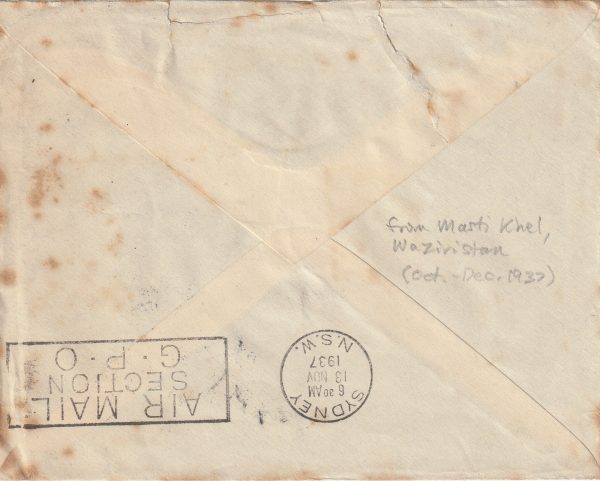 from Marti Khel,
Waziristan
(Oct.-Dec. 1937)
AIR MAIL
SECTION
G.P.O
SYDNEY
6 30 AM
13 NOV
1937
N.S.W.